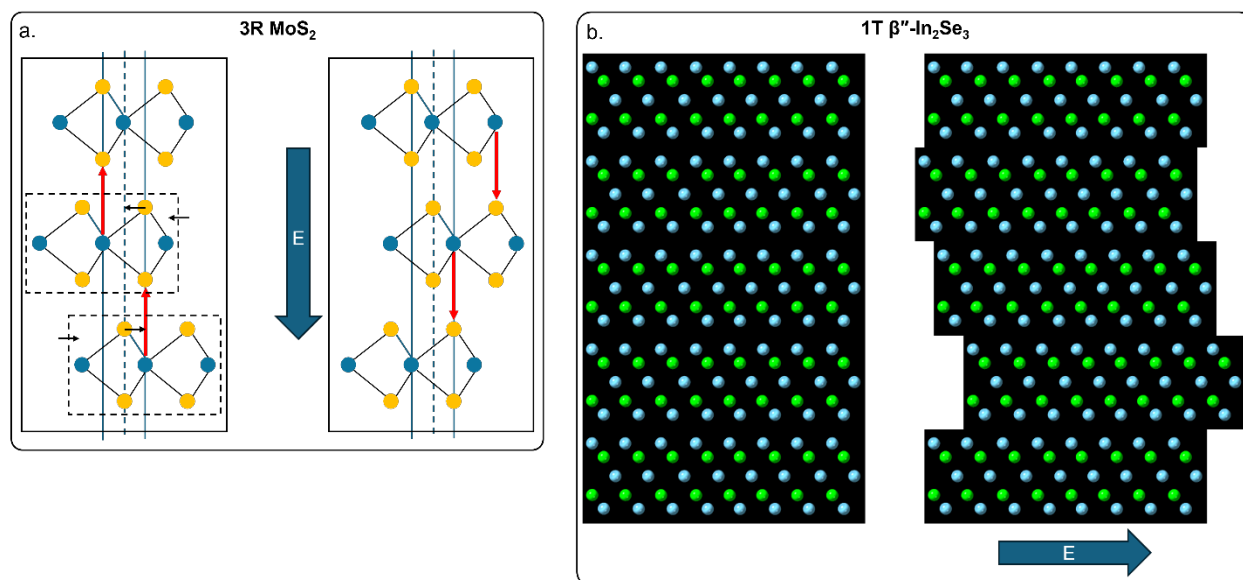 a.
3R MoS₂
E
b.
1T β″-In₂Se₃
E